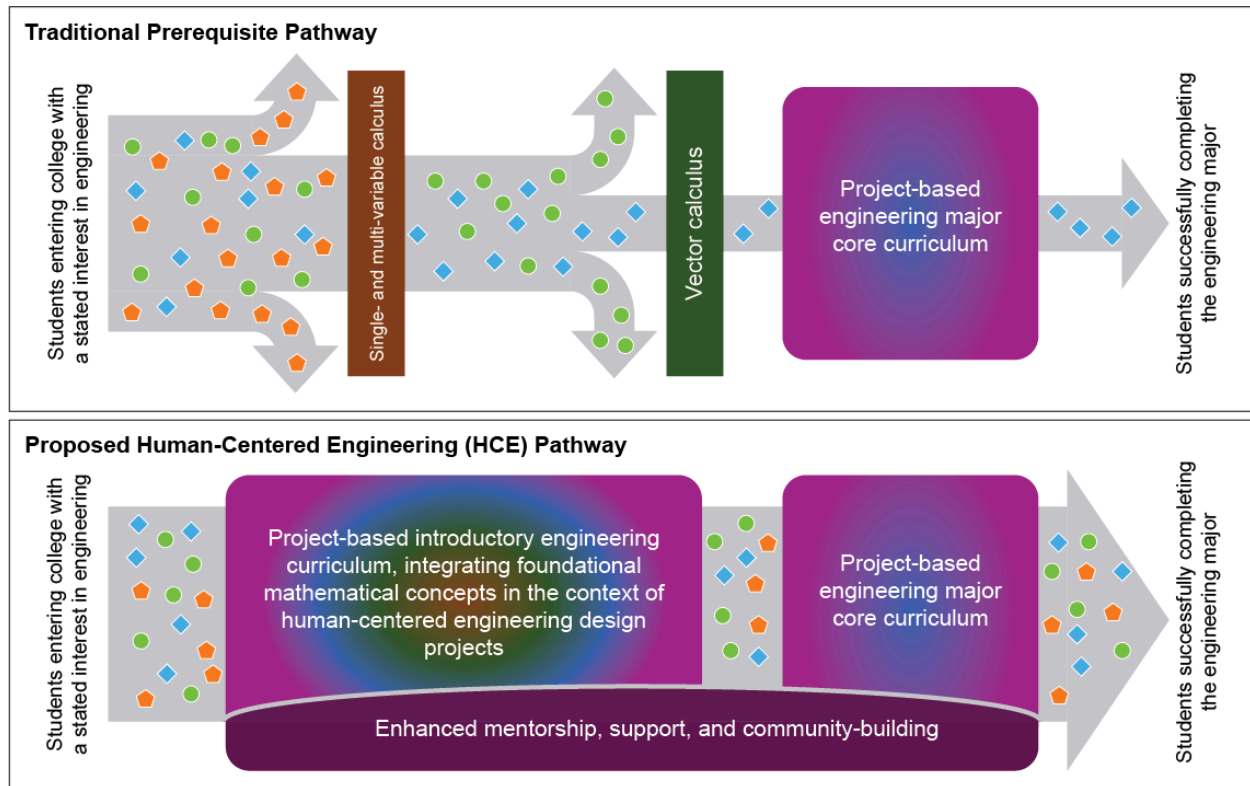 Traditional Prerequisite Pathway
Students entering college with
a stated interest in engineering
Single- and multi-variable calculus
Vector calculus
Project-based
engineering major
core curriculum
Students successfully completing
the engineering major
Proposed Human-Centered Engineering (HCE) Pathway
Students entering college with
a stated interest in engineering
Project-based introductory engineering
curriculum, integrating foundational
mathematical concepts in the context of
human-centered engineering design
projects
Project-based
engineering major
core curriculum
Enhanced mentorship, support, and community-building
Students successfully completing
the engineering major